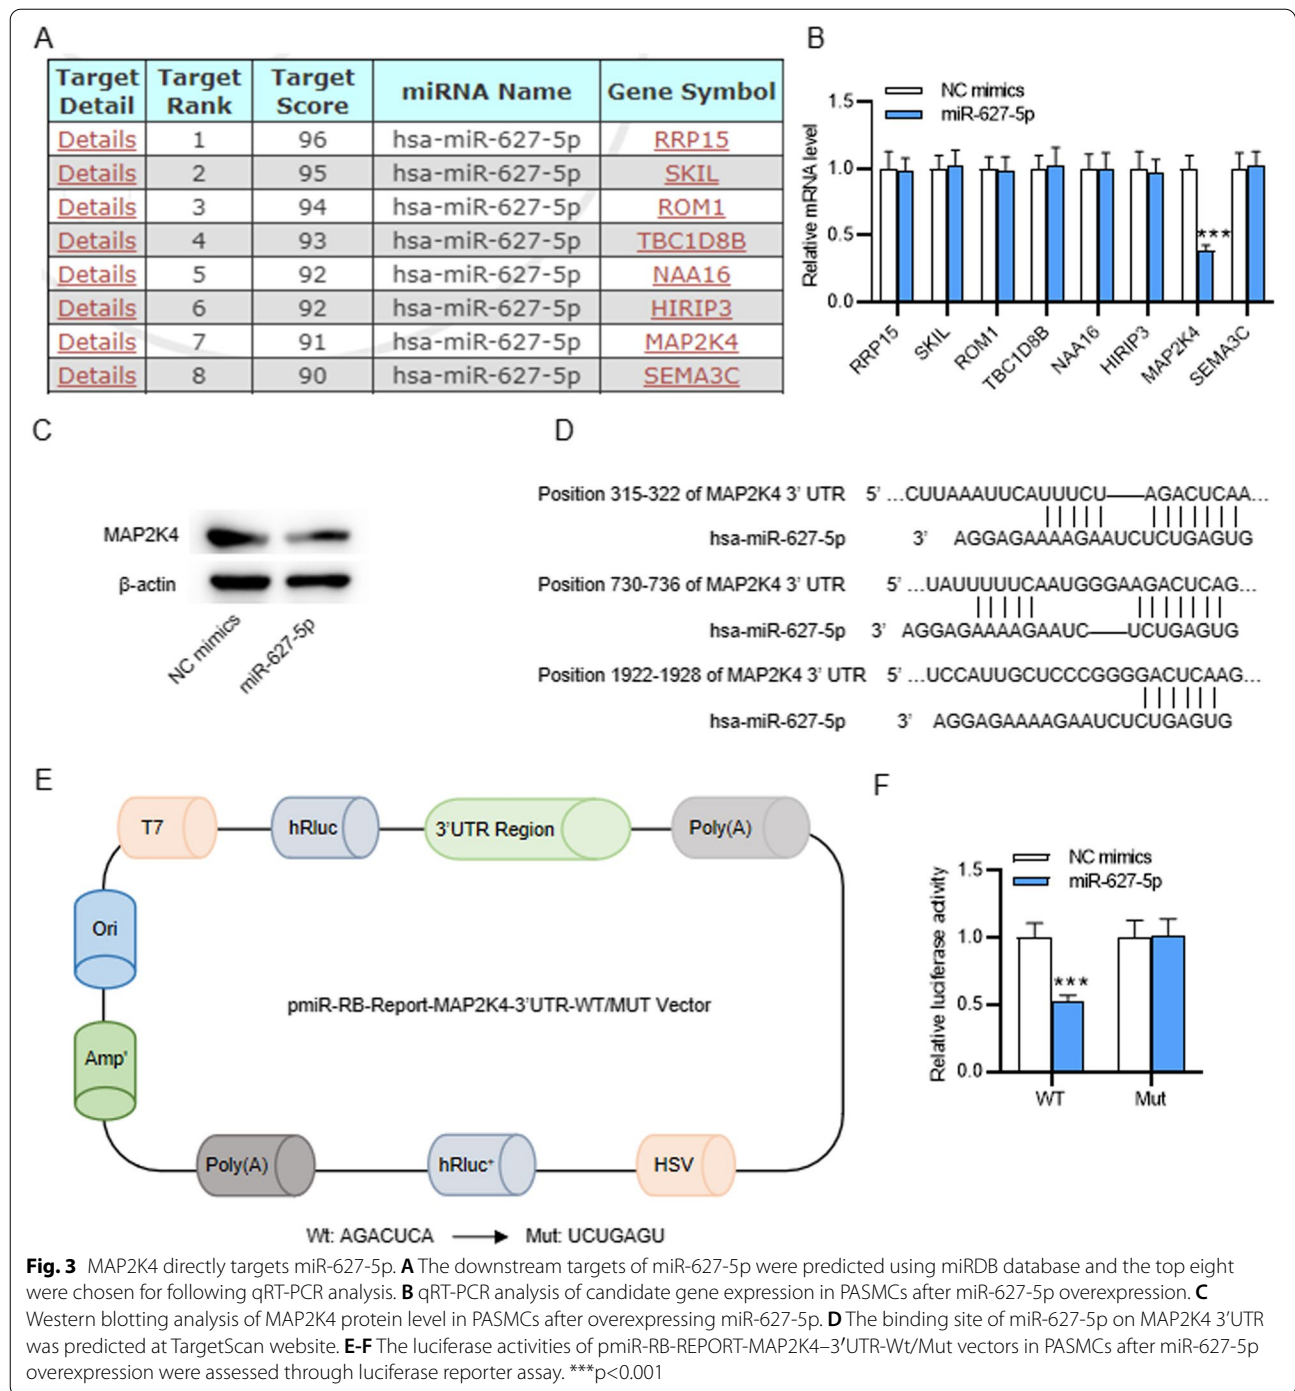 A
Target Detail Target Rank Target Score miRNA Name Gene Symbol
Details 1 96 hsa-miR-627-5p RRP15
Details 2 95 hsa-miR-627-5p SKIL
Details 3 94 hsa-miR-627-5p ROM1
Details 4 93 hsa-miR-627-5p TBC1D8B
Details 5 92 hsa-miR-627-5p NAA16
Details 6 92 hsa-miR-627-5p HIRIP3
Details 7 91 hsa-miR-627-5p MAP2K4
Details 8 90 hsa-miR-627-5p SEMA3C
B
NC mimics
miR-627-5p
Relative mRNA level
1.5
1.0
0.5
0.0
***
RRP15 SKIL ROM1 TBC1D8B NAA16 HIRIP3 MAP2K4 SEMA3C
C
MAP2K4
β-actin
NC mimics miR-627-5p
D
Position 315-322 of MAP2K4 3' UTR 5' ...CUUAAAUUCAUUUCU——AGACUCAA...
hsa-miR-627-5p 3' AGGAGAAAAGAAUCUCUGAGUG
Position 730-736 of MAP2K4 3' UTR 5' ...UAUUUUUCAAUGGGAAGACUCAG...
hsa-miR-627-5p 3' AGGAGAAAAGAAUC——UCUGAGUG
Position 1922-1928 of MAP2K4 3' UTR 5' ...UCCAUUGCUCCCGGGGACUCAAG...
hsa-miR-627-5p 3' AGGAGAAAAGAAUCUCUGAGUG
E
T7 hRluc 3'UTR Region Poly(A)
Ori
pmiR-RB-Report-MAP2K4-3'UTR-WT/MUT Vector
Amp^r
Poly(A) hRluc⁺ HSV
Wt: AGACUCA ⟶ Mut: UCUGAGU
F
NC mimics
miR-627-5p
Relative luciferase activity
1.5
1.0
0.5
0.0
***
WT Mut
Fig. 3 MAP2K4 directly targets miR-627-5p. A The downstream targets of miR-627-5p were predicted using miRDB database and the top eight
were chosen for following qRT-PCR analysis. B qRT-PCR analysis of candidate gene expression in PASMCs after miR-627-5p overexpression. C
Western blotting analysis of MAP2K4 protein level in PASMCs after overexpressing miR-627-5p. D The binding site of miR-627-5p on MAP2K4 3'UTR
was predicted at TargetScan website. E-F The luciferase activities of pmiR-RB-REPORT-MAP2K4–3′UTR-Wt/Mut vectors in PASMCs after miR-627-5p
overexpression were assessed through luciferase reporter assay. ***p<0.001